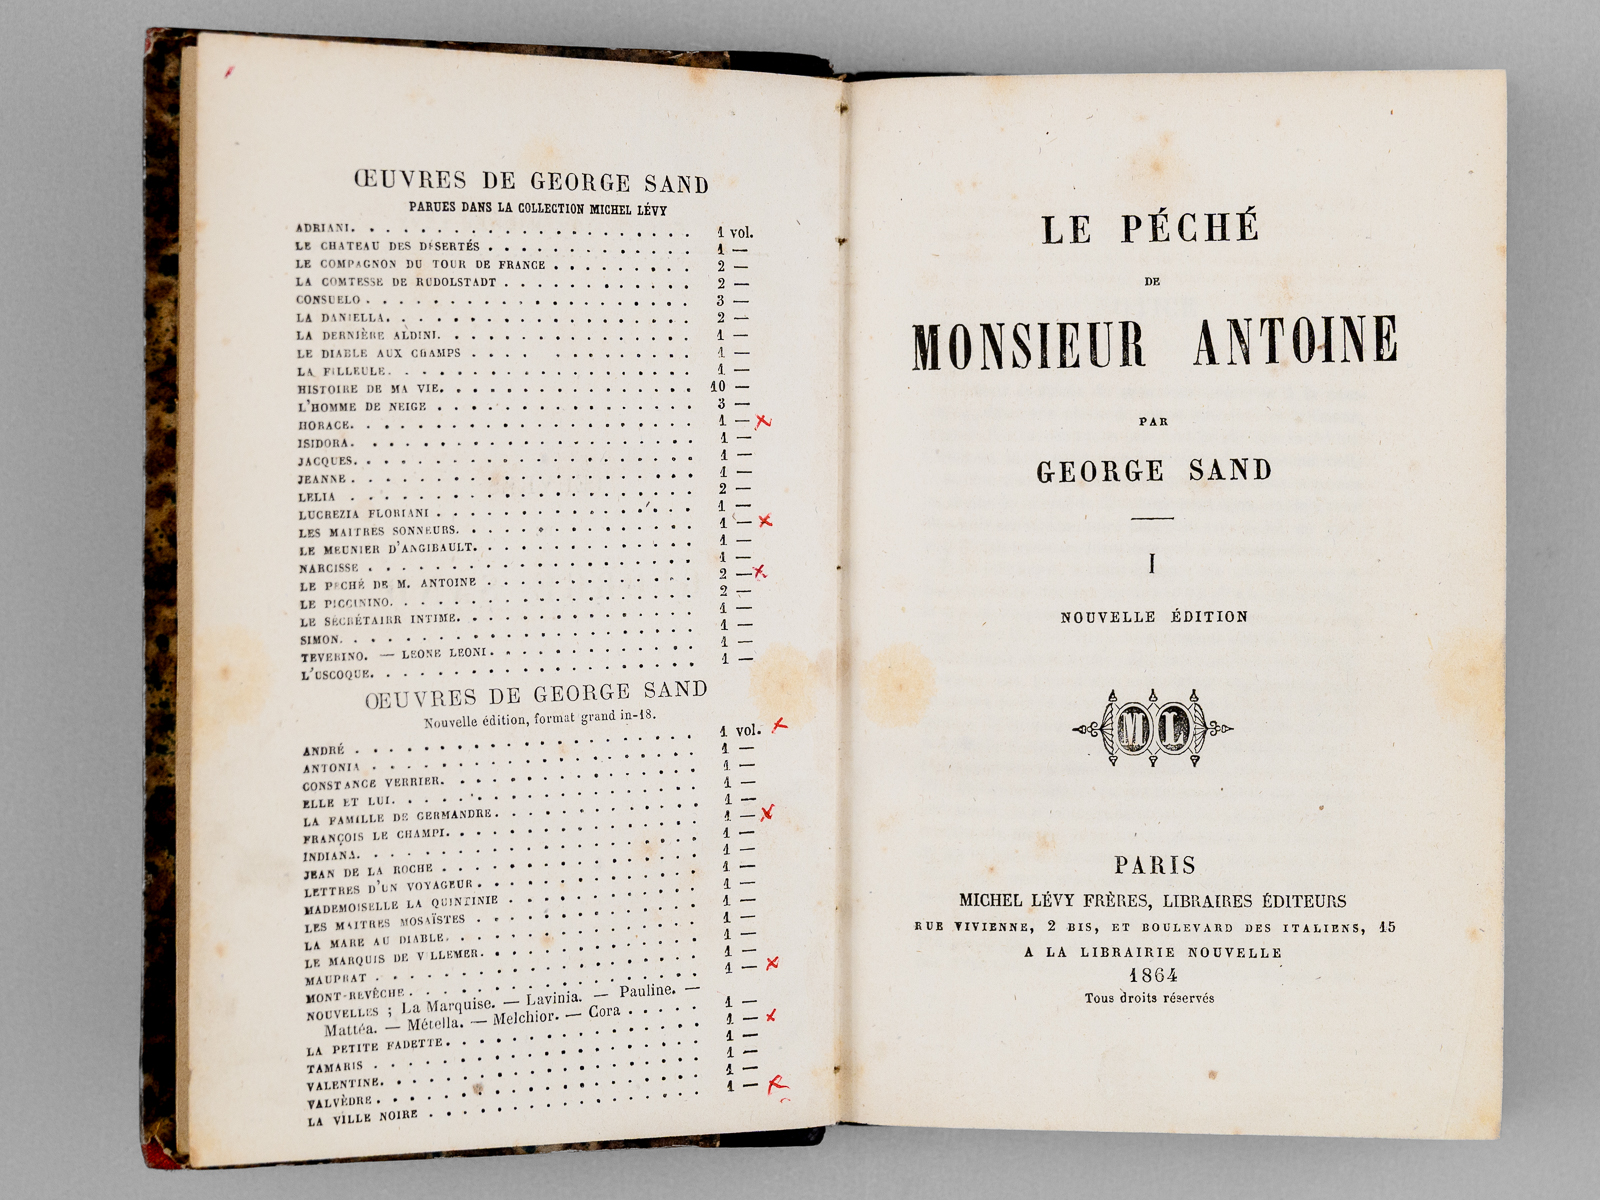 ŒUVRES DE GEORGE SAND
PARUES DANS LA COLLECTION MICHEL LÉVY
ADRIANI. . . . . . . . . . 1 vol.
LE CHATEAU DES DÉSERTÉS . . . . . . . . . . 1 —
LE COMPAGNON DU TOUR DE FRANCE . . . . . . . . . . 2 —
LA COMTESSE DE RUDOLSTADT . . . . . . . . . . 2 —
CONSUELO . . . . . . . . . . 3 —
LA DANIELLA. . . . . . . . . . 2 —
LA DERNIÈRE ALDINI. . . . . . . . . . 1 —
LE DIABLE AUX CHAMPS . . . . . . . . . . 1 —
LA FILLEULE. . . . . . . . . . 1 —
HISTOIRE DE MA VIE. . . . . . . . . . 10 —
L'HOMME DE NEIGE . . . . . . . . . . 3 —
HORACE. . . . . . . . . . 1 — x
ISIDORA. . . . . . . . . . 1 —
JACQUES. . . . . . . . . . 1 —
JEANNE . . . . . . . . . . 1 —
LELIA . . . . . . . . . . 2 —
LUCREZIA FLORIANI . . . . . . . . . . 1 —
LES MAITRES SONNEURS. . . . . . . . . . 1 — x
LE MEUNIER D'ANGIBAULT. . . . . . . . . . 1 —
NARCISSE . . . . . . . . . . 1 —
LE PÉCHÉ DE M. ANTOINE . . . . . . . . . . 2 — x
LE PICCININO. . . . . . . . . . 2 —
LE SECRÉTAIRR INTIME. . . . . . . . . . 1 —
SIMON. . . . . . . . . . 1 —
TEVERINO. — LEONE LEONI. . . . . . . . . . 1 —
L'USCOQUE. . . . . . . . . . 1 —
ŒUVRES DE GEORGE SAND
Nouvelle édition, format grand in-18.
ANDRÉ . . . . . . . . . . 1 vol. x
ANTONIA . . . . . . . . . . 1 —
CONSTANCE VERRIER. . . . . . . . . . 1 —
ELLE ET LUI. . . . . . . . . . 1 —
LA FAMILLE DE GERMANDRE. . . . . . . . . . 1 —
FRANÇOIS LE CHAMPI. . . . . . . . . . 1 — x
INDIANA. . . . . . . . . . 1 —
JEAN DE LA ROCHE . . . . . . . . . . 1 —
LETTRES D'UN VOYAGEUR . . . . . . . . . . 1 —
MADEMOISELLE LA QUINTINIE . . . . . . . . . . 1 —
LES MAITRES MOSAÏSTES . . . . . . . . . . 1 —
LA MARE AU DIABLE. . . . . . . . . . 1 —
LE MARQUIS DE VILLEMER. . . . . . . . . . 1 —
MAUPRAT . . . . . . . . . . 1 —
MONT-REVÊCHE. . . . . . . . . . 1 — x
NOUVELLES ; La Marquise. — Lavinia. — Pauline. —
Mattéa. — Métella. — Melchior. — Cora . . . . . 1 —
LA PETITE FADETTE. . . . . . . . . . 1 — x
TAMARIS . . . . . . . . . . 1 —
VALENTINE. . . . . . . . . . 1 —
VALVÈDRE . . . . . . . . . . 1 —
LA VILLE NOIRE . . . . . . . . . . 1 — x
LE PÉCHÉ
DE
MONSIEUR ANTOINE
PAR
GEORGE SAND
I
NOUVELLE ÉDITION
ML
PARIS
MICHEL LÉVY FRÈRES, LIBRAIRES ÉDITEURS
RUE VIVIENNE, 2 BIS, ET BOULEVARD DES ITALIENS, 15
A LA LIBRAIRIE NOUVELLE
1864
Tous droits réservés